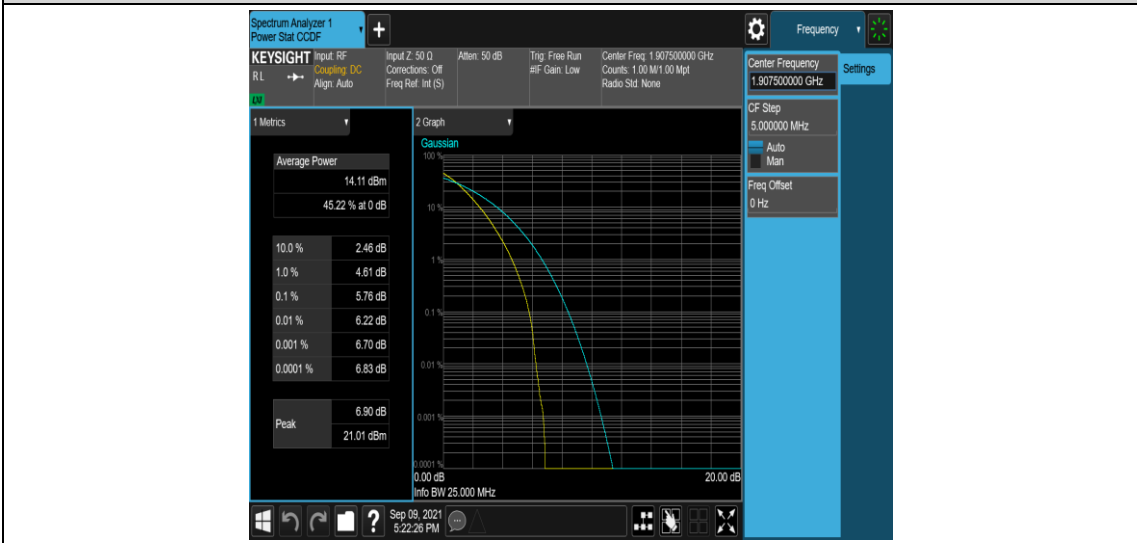 Spectrum Analyzer 1
Power Stat CCDF
+
Frequency
KEYSIGHT
R L
LXI
Input: RF
Coupling: DC
Align: Auto
Input Z: 50 Ω
Corrections: Off
Freq Ref: Int (S)
Atten: 50 dB
Trig: Free Run
#IF Gain: Low
Center Freq: 1.907500000 GHz
Counts: 1.00 M/1.00 Mpt
Radio Std: None
Center Frequency
1.907500000 GHz
Settings
CF Step
5.000000 MHz
Auto
Man
Freq Offset
0 Hz
1 Metrics
Average Power
14.11 dBm
45.22 % at 0 dB
10.0 % 2.46 dB
1.0 % 4.61 dB
0.1 % 5.76 dB
0.01 % 6.22 dB
0.001 % 6.70 dB
0.0001 % 6.83 dB
Peak
6.90 dB
21.01 dBm
2 Graph
Gaussian
100 %
10 %
1 %
0.1 %
0.01 %
0.001 %
0.0001 %
0.00 dB 20.00 dB
Info BW 25.000 MHz
?
Sep 09, 2021
5:22:26 PM